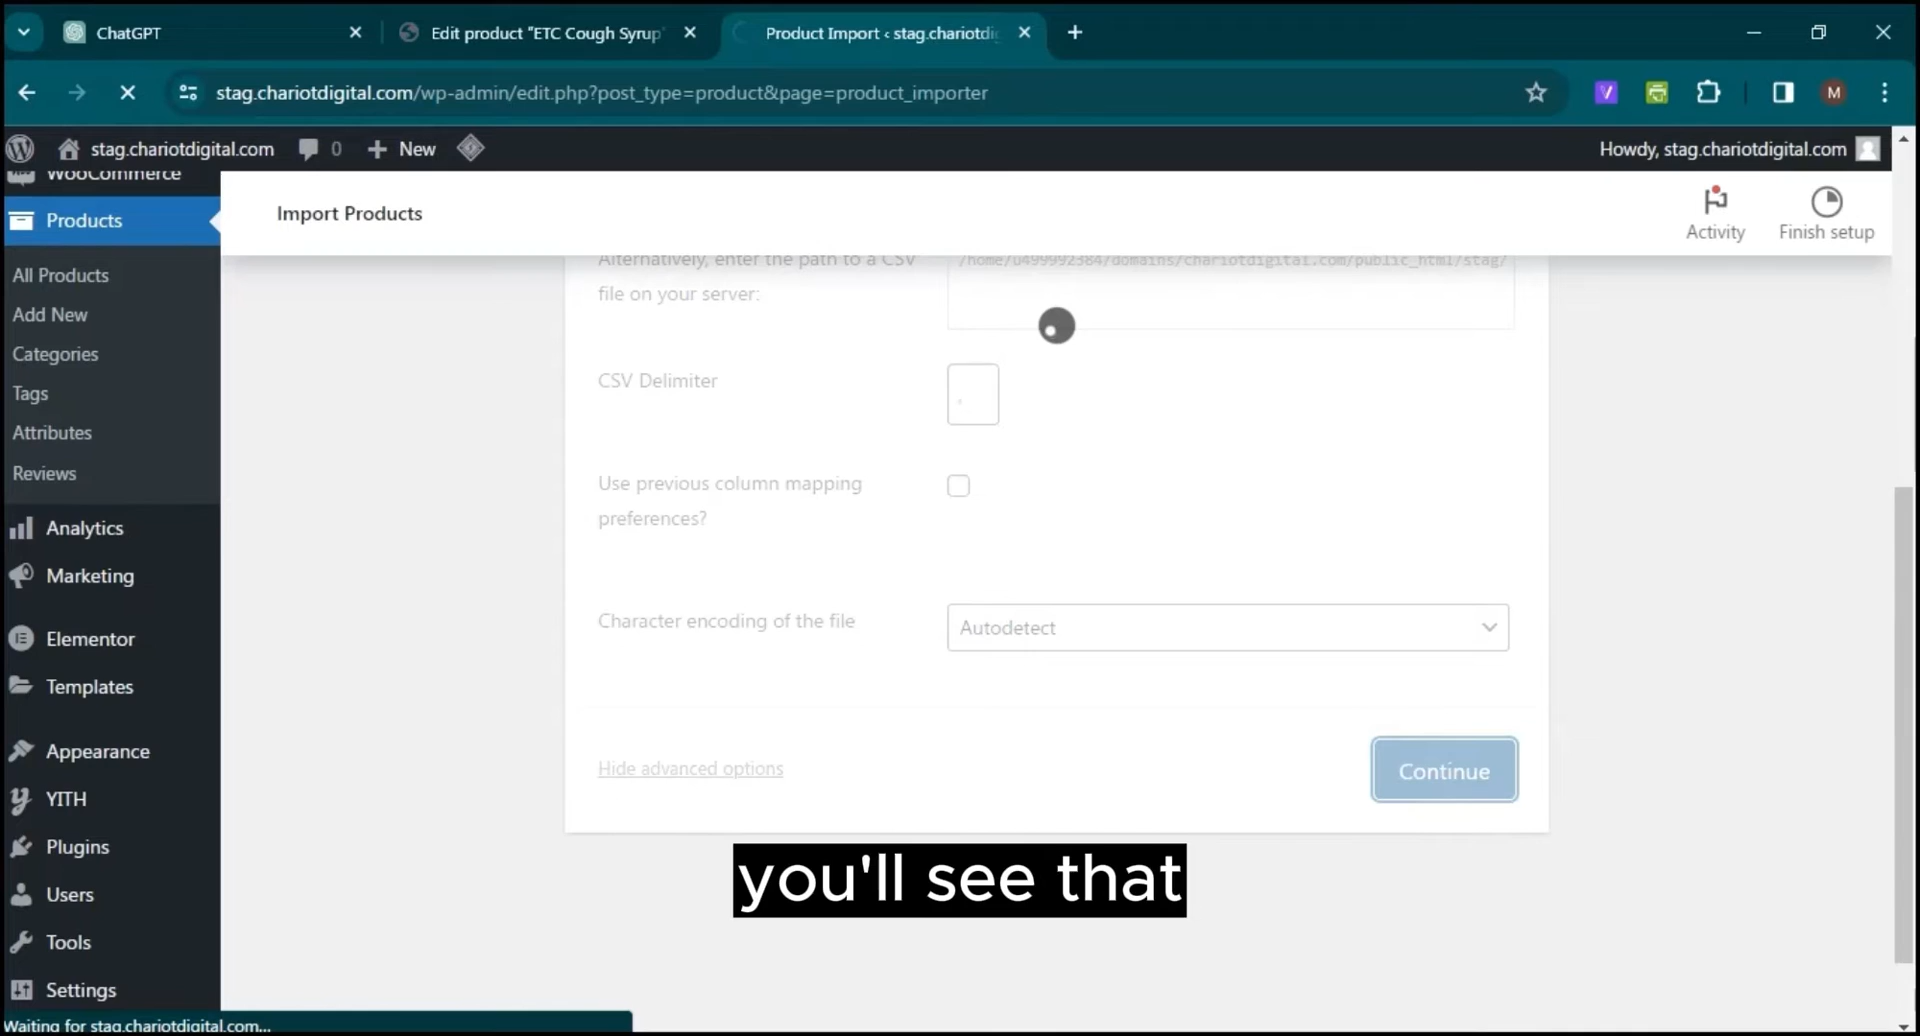 ChatGPT
Edit product "ETC Cough Syrup"
Product Import ‹ stag.chariotdi
stag.chariotdigital.com/wp-admin/edit.php?post_type=product&page=product_importer
V
M
stag.chariotdigital.com
0
New
Howdy, stag.chariotdigital.com
WooCommerce
Products
Import Products
Activity
Finish setup
All Products
Add New
Categories
Tags
Attributes
Reviews
Analytics
Marketing
Elementor
Templates
Appearance
YITH
Plugins
Users
Tools
Settings
Alternatively, enter the path to a CSV
file on your server:
/home/u499992384/domains/chariotdigital.com/public_html/stag/
CSV Delimiter
,
Use previous column mapping
preferences?
Character encoding of the file
Autodetect
Hide advanced options
Continue
you'll see that
Waiting for stag.chariotdigital.com...